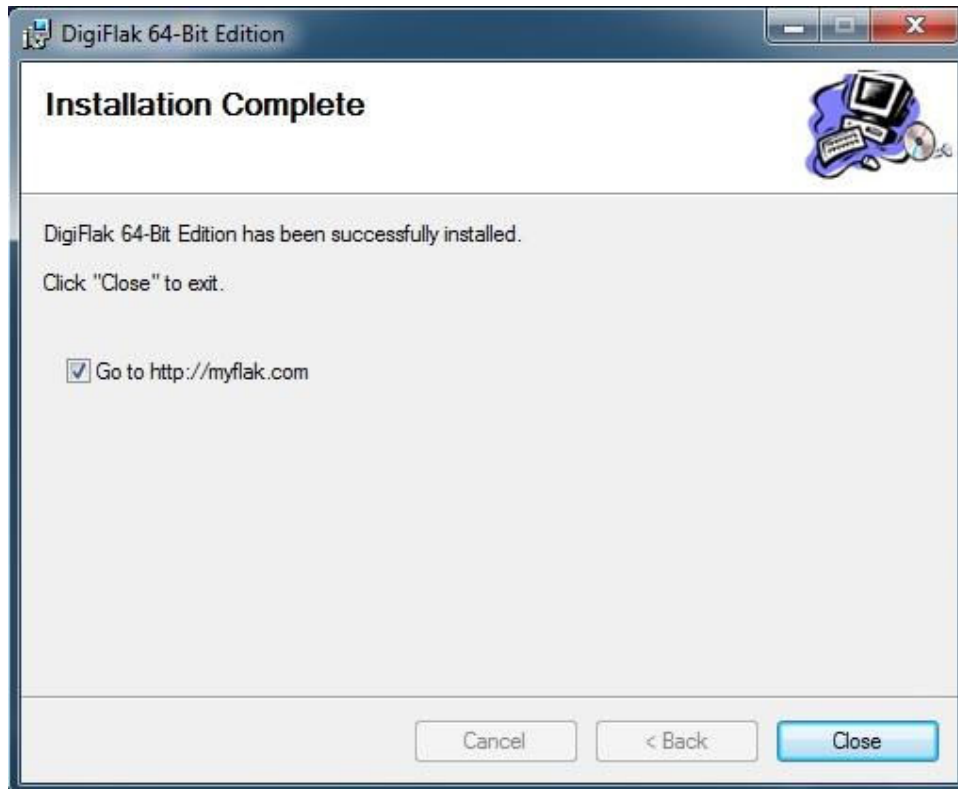 DigiFlak 64-Bit Edition
Installation Complete
DigiFlak 64-Bit Edition has been successfully installed.
Click "Close" to exit.
Go to http://myflak.com
Cancel
< Back
Close